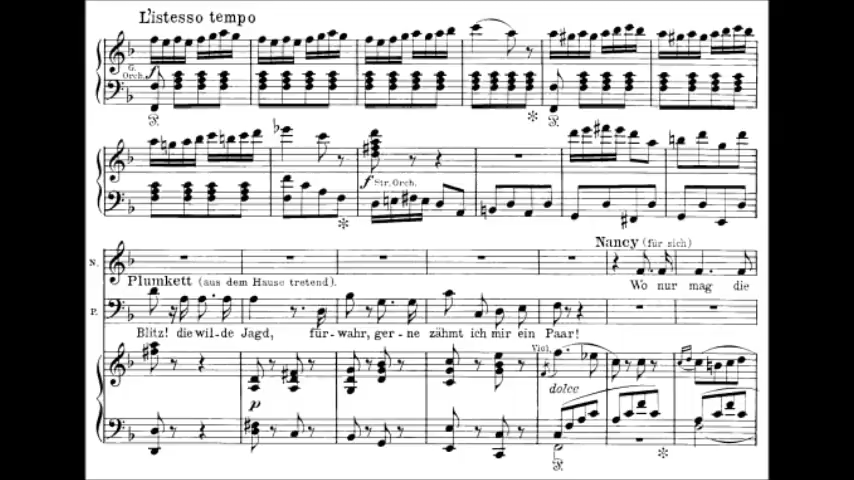 L'istesso tempo
G. Orch.
f
f Str. Orch.
Nancy (für sich)
N.
Wo nur mag die
Plumkett (aus dem Hause tretend).
P.
Blitz! die wil-de Jagd, für-wahr, ger-ne zähmt ich mir ein Paar!
Viol.
p
dolce